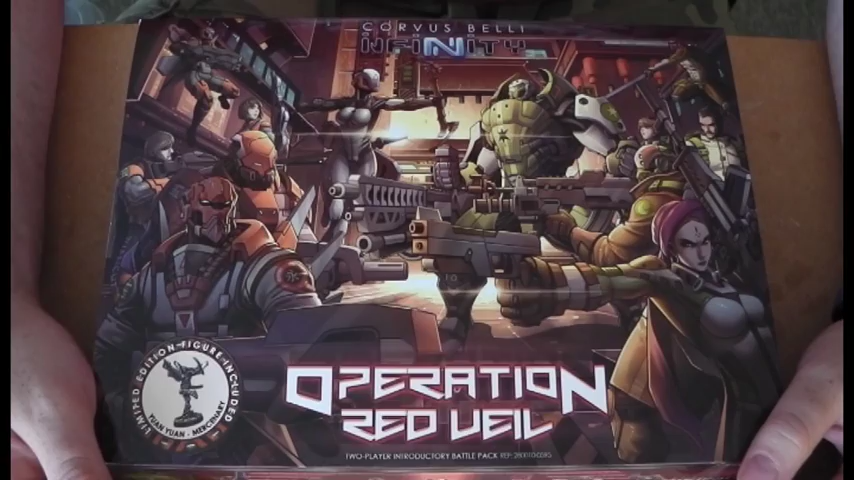 CORVUS BELLI
INFINITY
LIMITED EDITION FIGURE INCLUDED
YUAN YUAN - MERCENARY
OPERATION
RED VEIL
TWO-PLAYER INTRODUCTORY BATTLE PACK